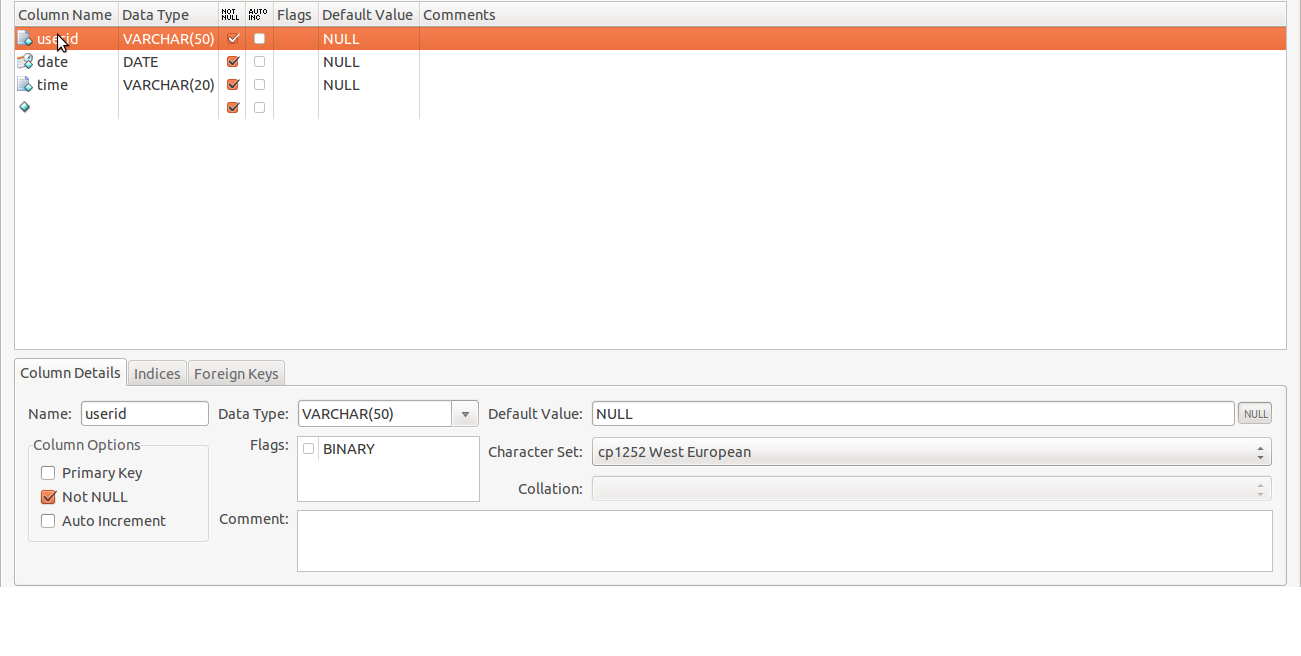 Column Name Data Type NOT NULL AUTO INC Flags Default Value Comments
userid VARCHAR(50) NULL
date DATE NULL
time VARCHAR(20) NULL
Column Details Indices Foreign Keys
Name: userid Data Type: VARCHAR(50) Default Value: NULL NULL
Column Options Flags: BINARY Character Set: cp1252 West European
Primary Key
Not NULL Collation:
Auto Increment Comment: